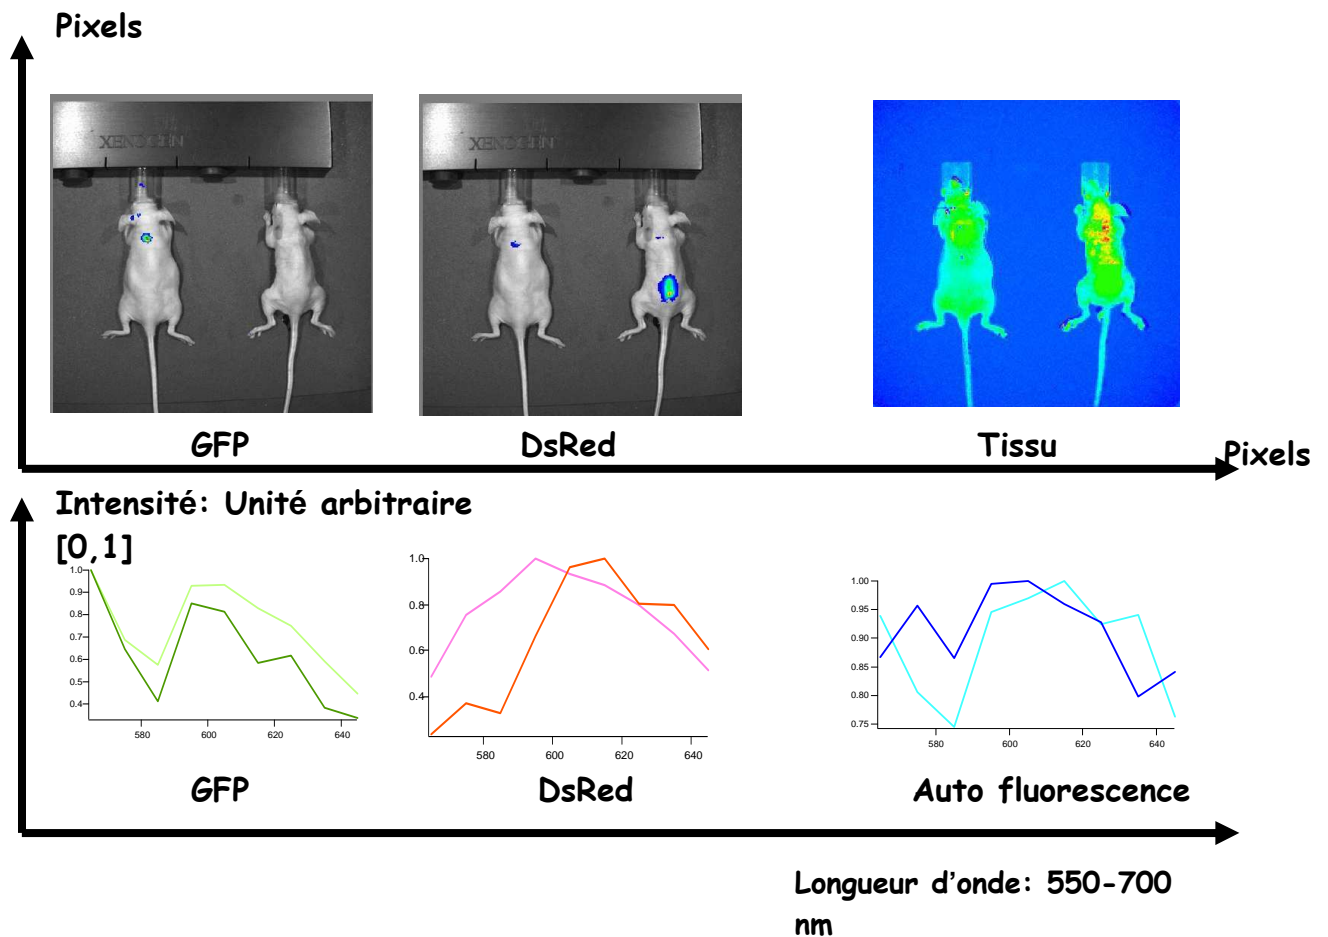 Pixels
XENOGEN
XENOGEN
GFP
DsRed
Tissu
Pixels
Intensité: Unité arbitraire
[0,1]
1.0
0.9
0.8
0.7
0.6
0.5
0.4
580
600
620
640
1.0
0.8
0.6
0.4
580
600
620
640
1.00
0.95
0.90
0.85
0.80
0.75
580
600
620
640
GFP
DsRed
Auto fluorescence
Longueur d’onde: 550-700
nm